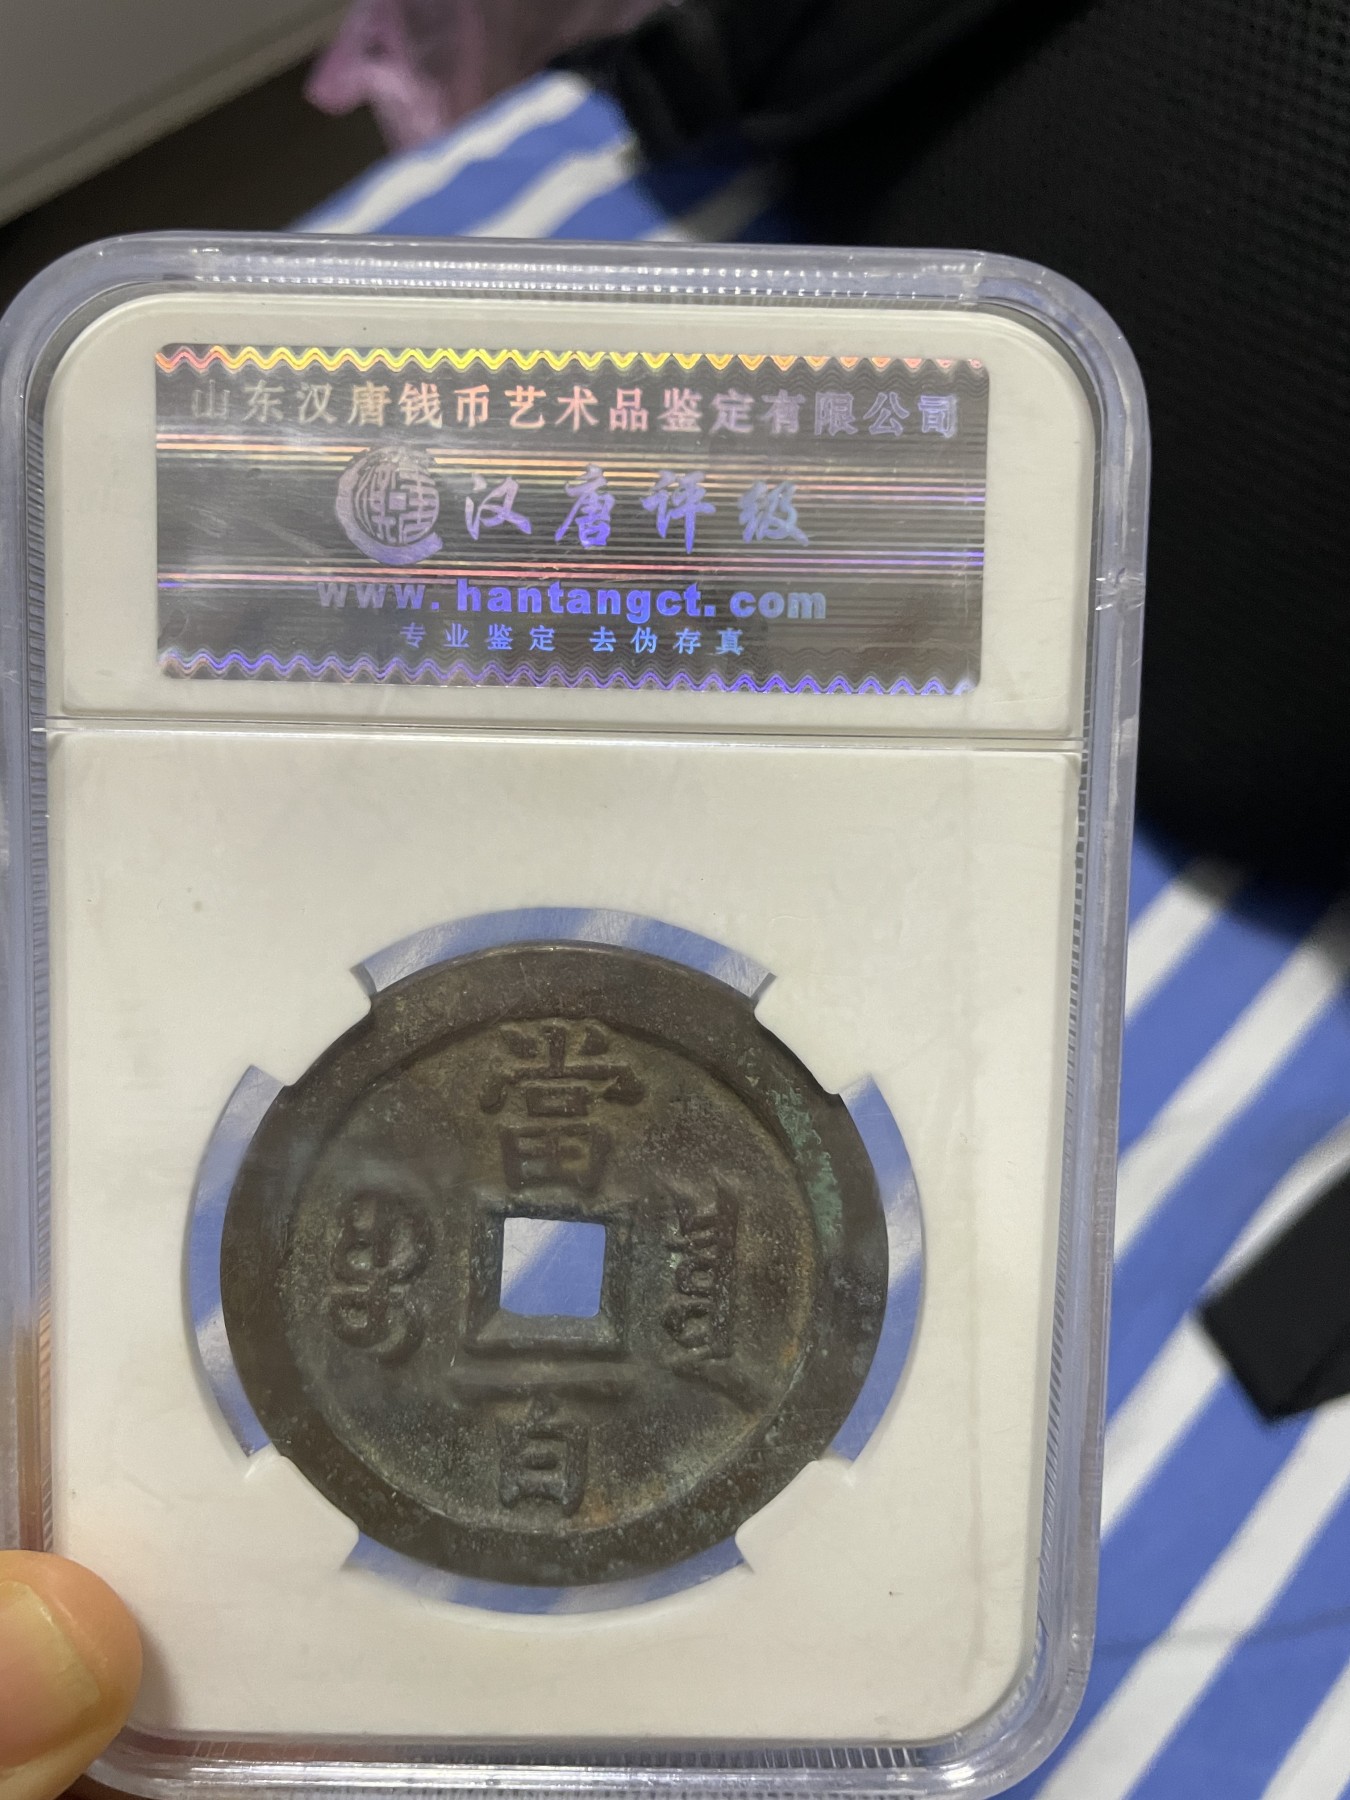 山东汉唐钱币艺术品鉴定有限公司
汉唐评级
www.hantangct.com
专业鉴定 去伪存真
當
百